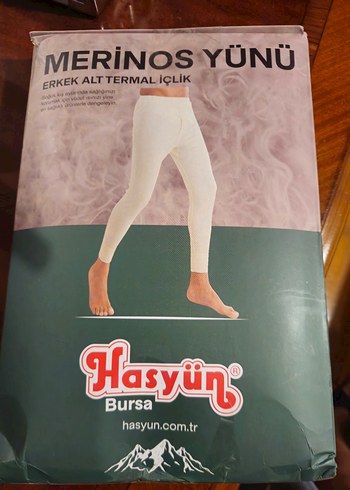 MERİNOS YÜNÜ
ERKEK ALT TERMAL İÇLİK
Hasyün®
Bursa
hasyun.com.tr